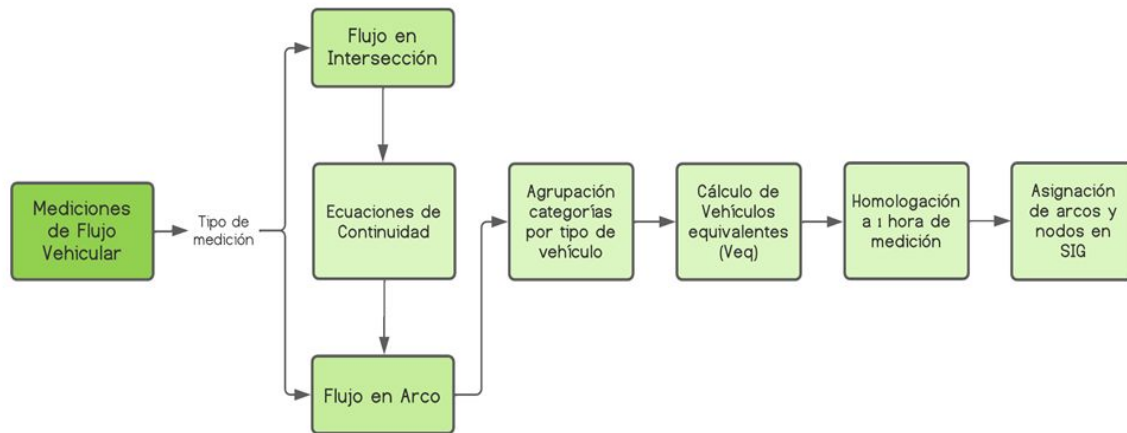 Mediciones
de Flujo
Vehicular
Tipo de
medición
Flujo en
Intersección
Ecuaciones de
Continuidad
Flujo en Arco
Agrupación
categorías
por tipo de
vehículo
Cálculo de
Vehículos
equivalentes
(Veq)
Homologación
a 1 hora de
medición
Asignación
de arcos y
nodos en
SIG